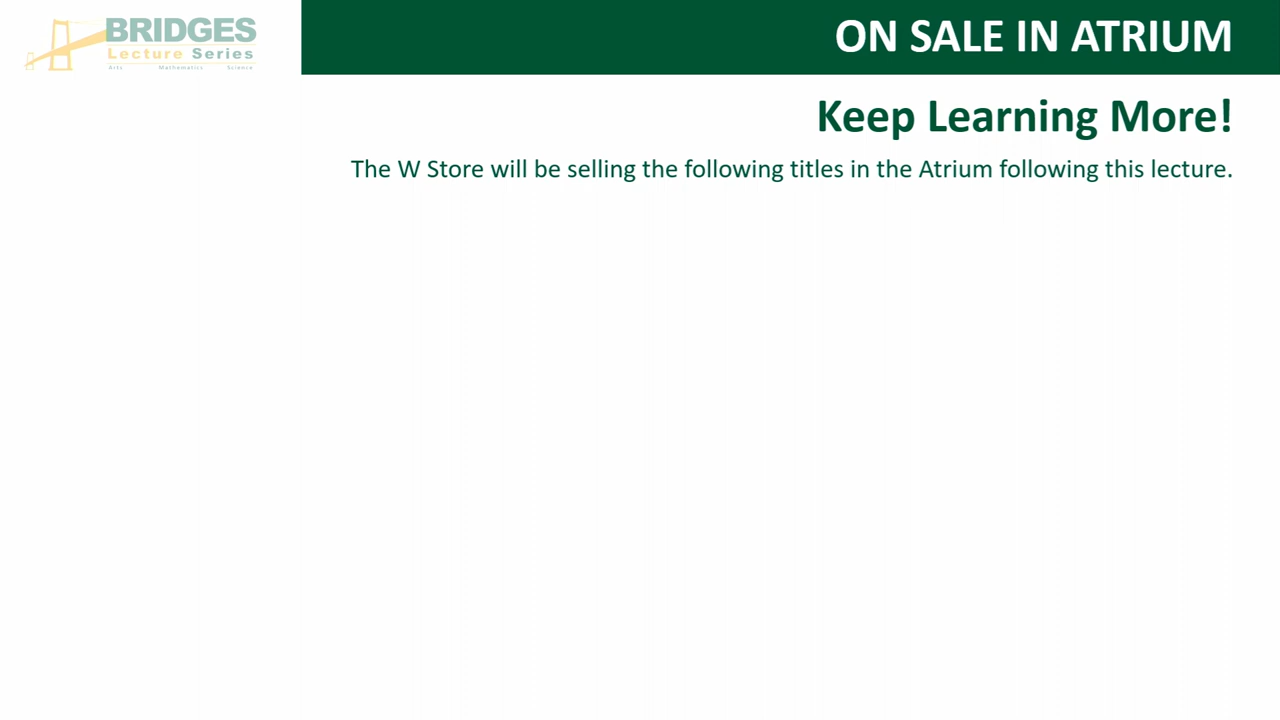 BRIDGES
Lecture Series
Arts Mathematics Science
ON SALE IN ATRIUM
Keep Learning More!
The W Store will be selling the following titles in the Atrium following this lecture.